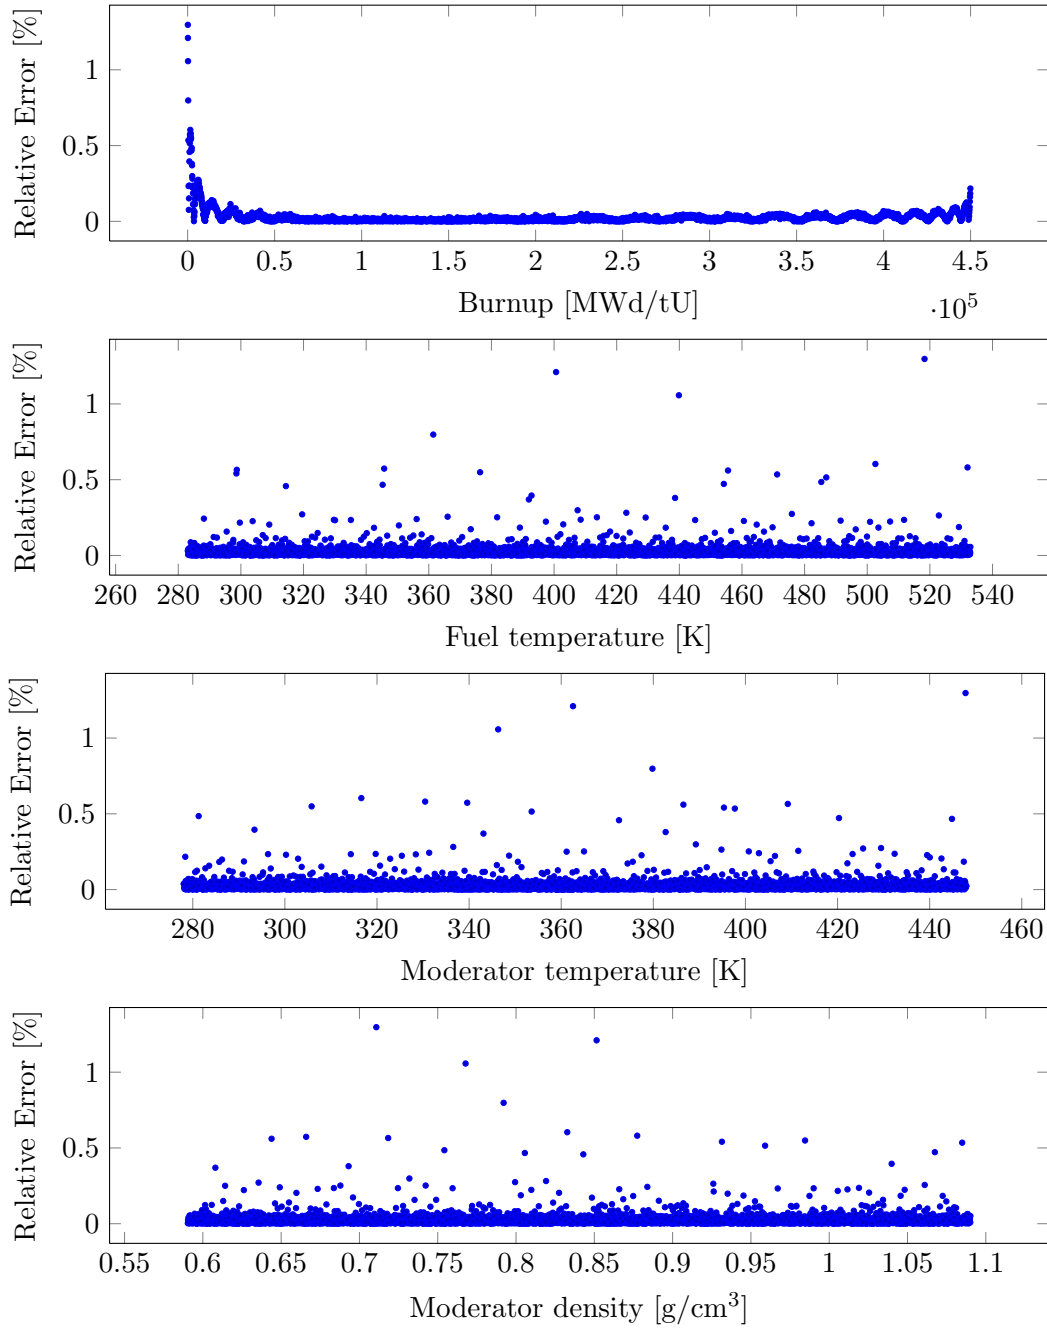 Relative Error [%]
1
0.5
0
0 0.5 1 1.5 2 2.5 3 3.5 4 4.5
Burnup [MWd/tU]
·10⁵
Relative Error [%]
1
0.5
0
260 280 300 320 340 360 380 400 420 440 460 480 500 520 540
Fuel temperature [K]
Relative Error [%]
1
0.5
0
280 300 320 340 360 380 400 420 440 460
Moderator temperature [K]
Relative Error [%]
1
0.5
0
0.55 0.6 0.65 0.7 0.75 0.8 0.85 0.9 0.95 1 1.05 1.1
Moderator density [g/cm³]